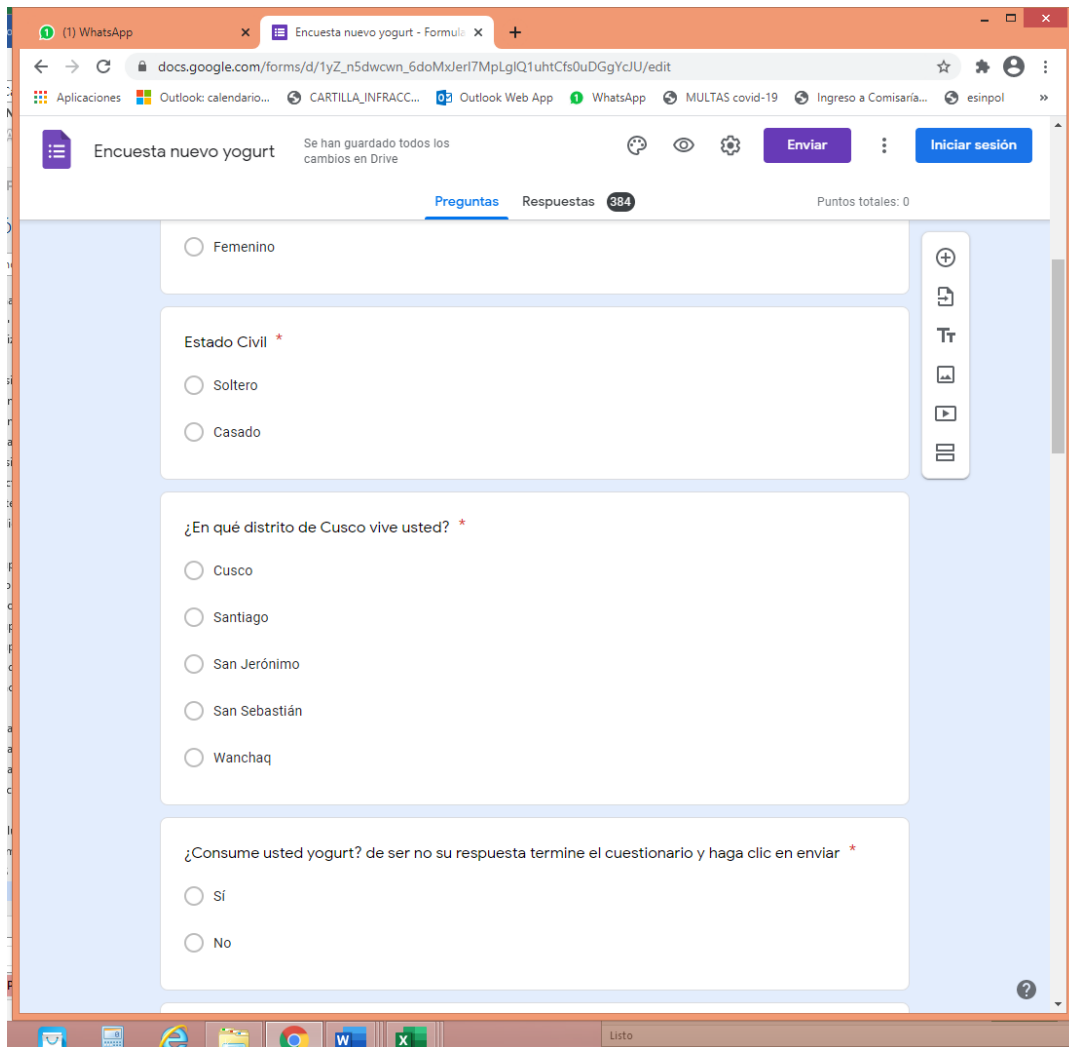 (1) WhatsApp
Encuesta nuevo yogurt - Formula
docs.google.com/forms/d/1yZ_n5dwcwn_6doMxJerI7MpLglQ1uhtCfs0uDGgYcJU/edit
Aplicaciones Outlook: calendario... CARTILLA_INFRACC... Outlook Web App WhatsApp MULTAS covid-19 Ingreso a Comisaría... esinpol »
Encuesta nuevo yogurt
Se han guardado todos los
cambios en Drive
Enviar
Iniciar sesión
Preguntas Respuestas 384 Puntos totales: 0
Femenino
Estado Civil *
Soltero
Casado
¿En qué distrito de Cusco vive usted? *
Cusco
Santiago
San Jerónimo
San Sebastián
Wanchaq
¿Consume usted yogurt? de ser no su respuesta termine el cuestionario y haga clic en enviar *
Sí
No
Listo